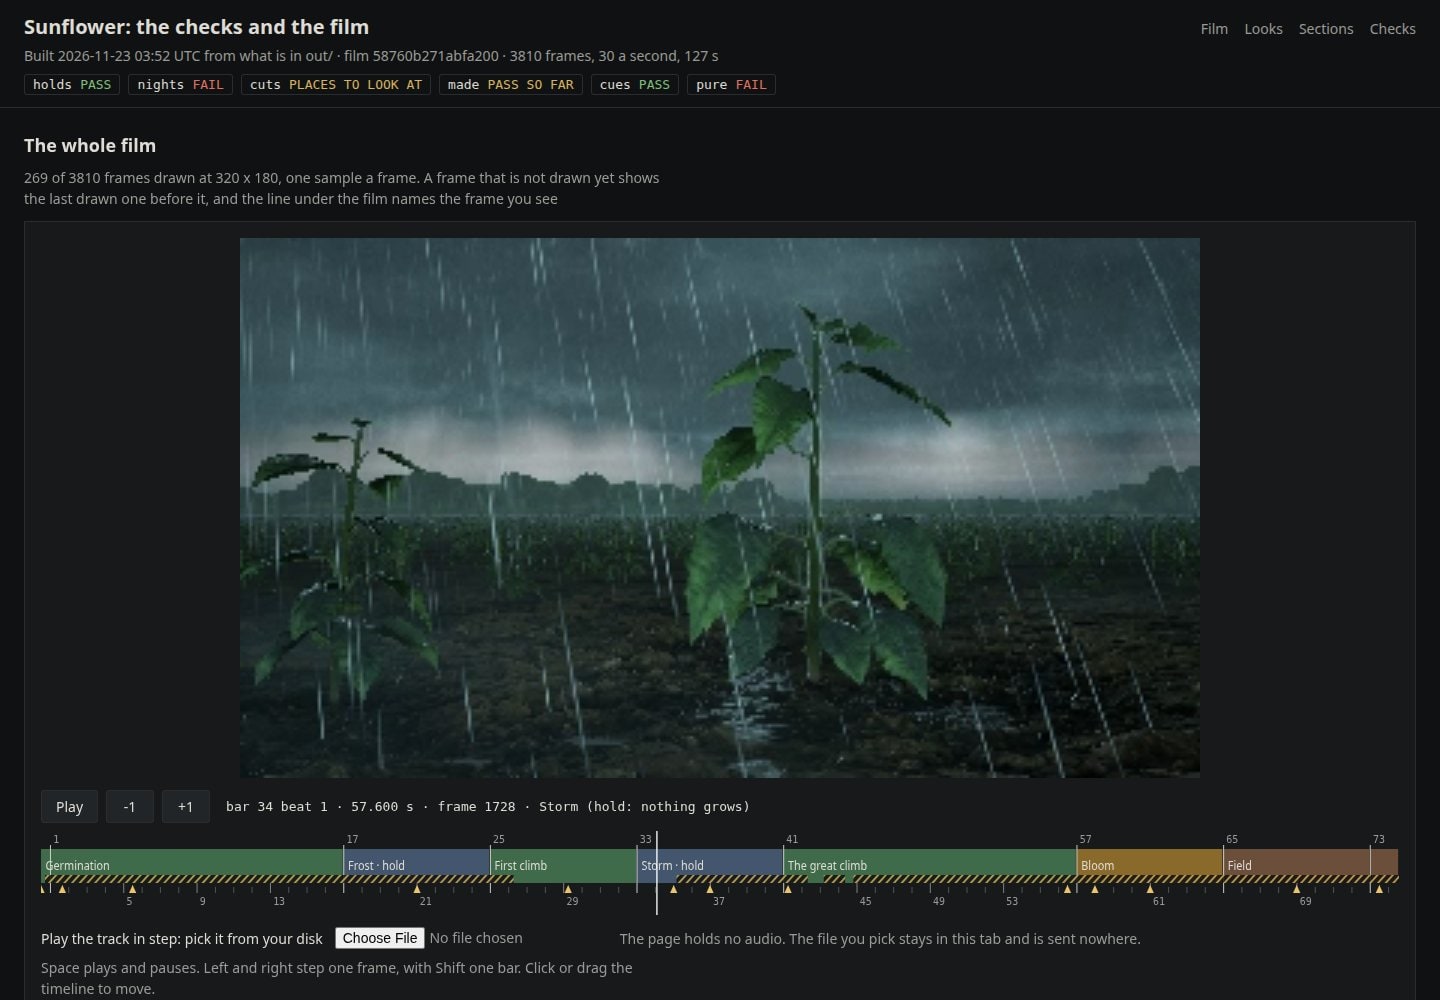 Sunflower: the checks and the film
Film Looks Sections Checks
Built 2026-11-23 03:52 UTC from what is in out/ · film 58760b271abfa200 · 3810 frames, 30 a second, 127 s
holds PASS nights FAIL cuts PLACES TO LOOK AT made PASS SO FAR cues PASS pure FAIL
The whole film
269 of 3810 frames drawn at 320 x 180, one sample a frame. A frame that is not drawn yet shows
the last drawn one before it, and the line under the film names the frame you see
Play -1 +1 bar 34 beat 1 · 57.600 s · frame 1728 · Storm (hold: nothing grows)
1 17 25 33 41 57 65 73
Germination Frost · hold First climb Storm · hold The great climb Bloom Field
5 9 13 21 29 37 45 49 53 61 69
Play the track in step: pick it from your disk Choose File No file chosen The page holds no audio. The file you pick stays in this tab and is sent nowhere.
Space plays and pauses. Left and right step one frame, with Shift one bar. Click or drag the
timeline to move.